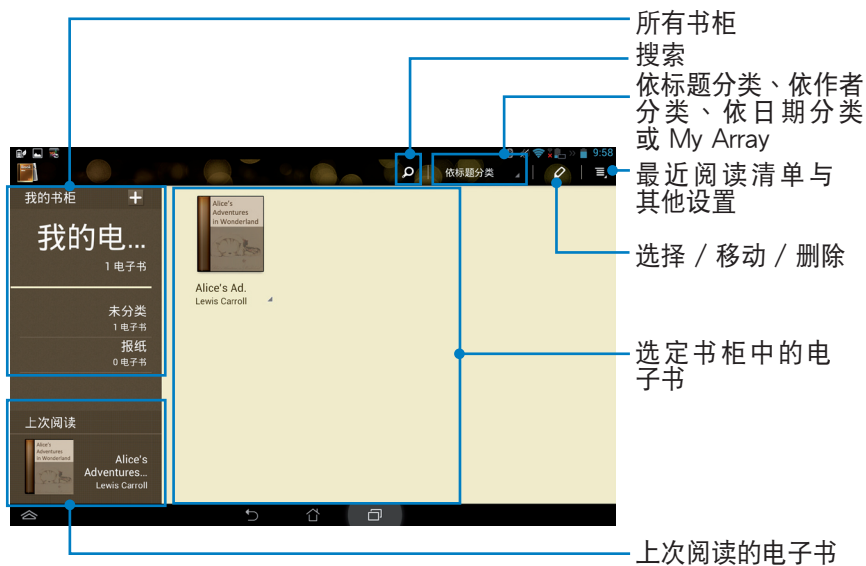 所有书柜
搜索
依标题分类、依作者
分类、依日期分类
或 My Array
最近阅读清单与
其他设置
选择 / 移动 / 删除
选定书柜中的电
子书
上次阅读的电子书
9:58
依标题分类
我的书柜
我的电...
1 电子书
未分类
1 电子书
报纸
0 电子书
上次阅读
Alice's
Adventures
in Wonderland
Alice's
Adventures...
Lewis Carroll
Alice's
Adventures
in Wonderland
Alice's Ad.
Lewis Carroll